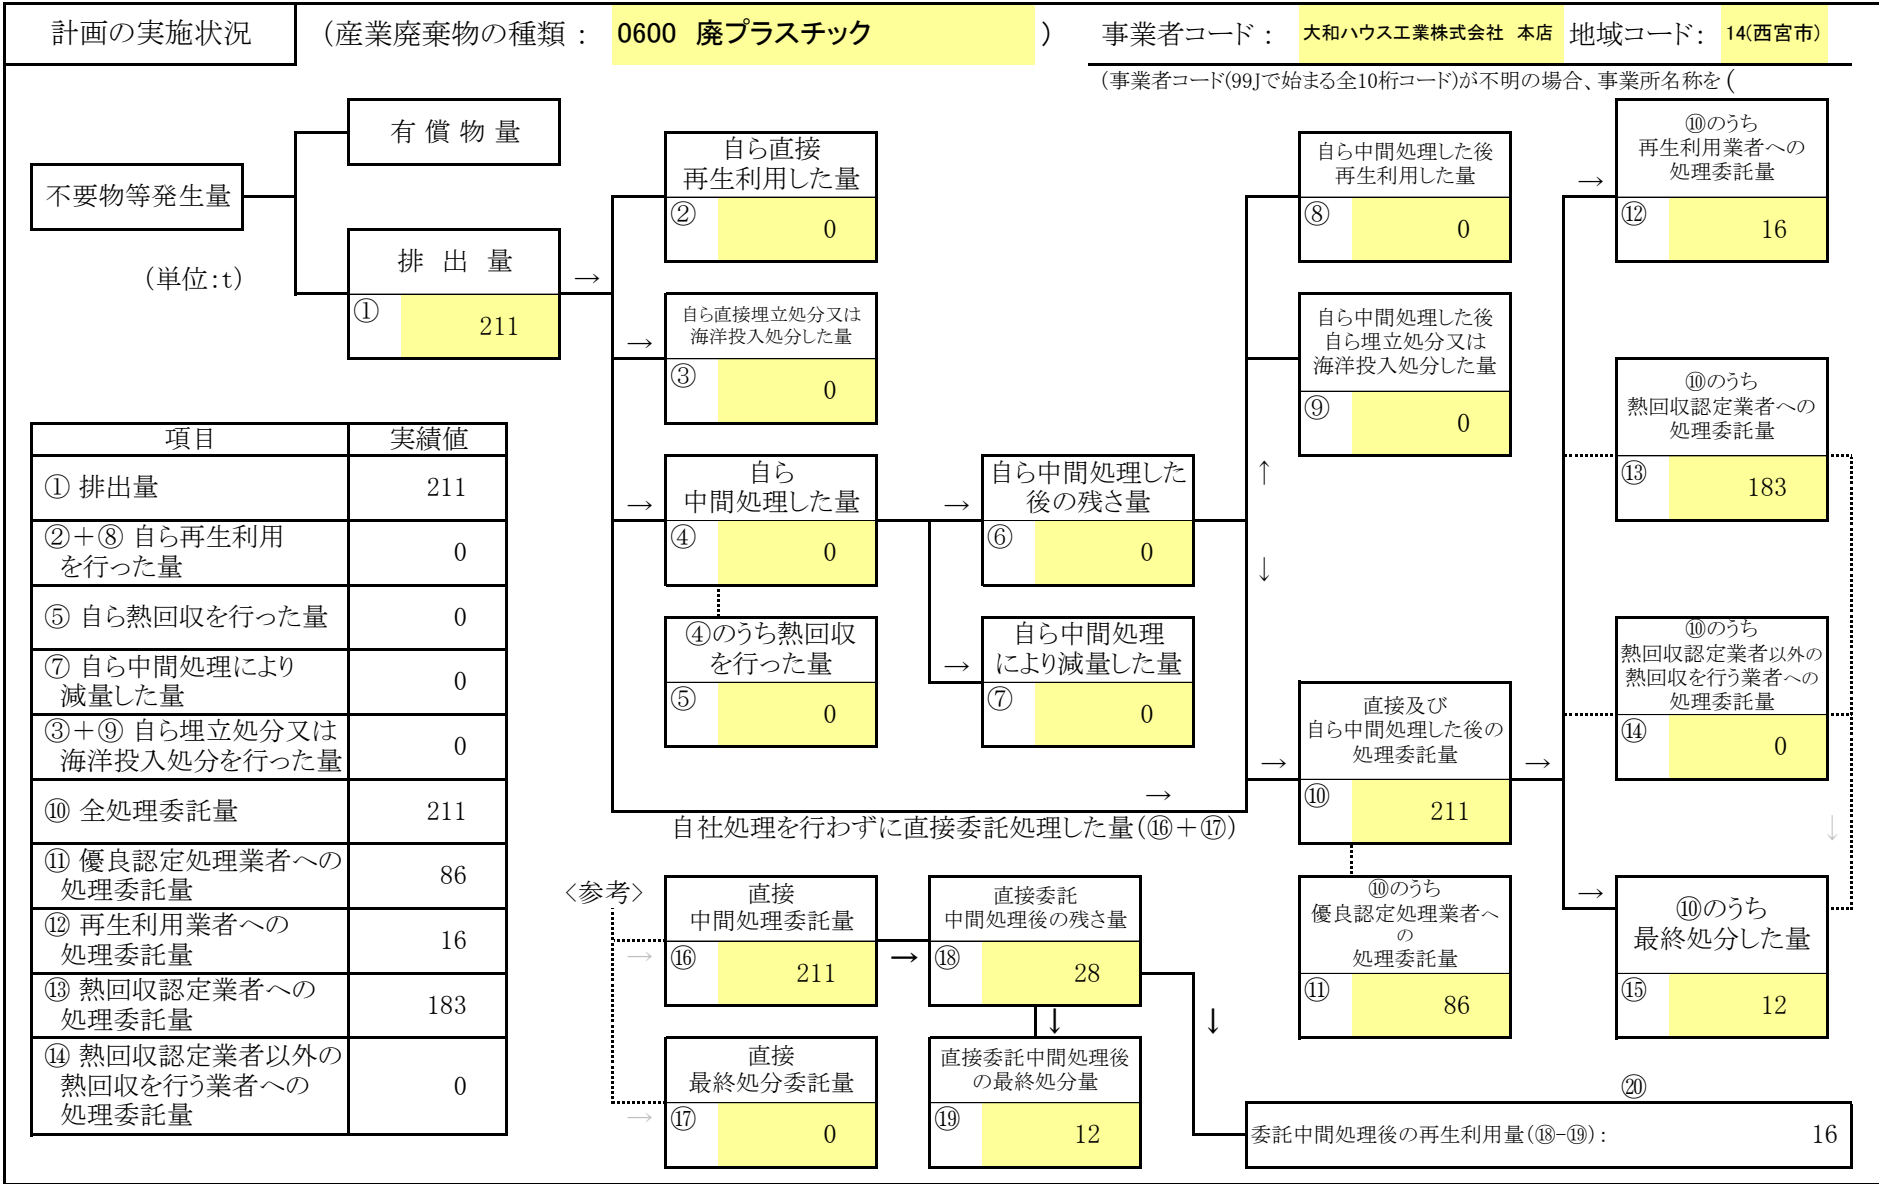 計画の実施状況
(産業廃棄物の種類： 0600 廃プラスチック )
事業者コード： 大和ハウス工業株式会社 本店 地域コード： 14(西宮市)
(事業者コード(99Jで始まる全10桁コード)が不明の場合、事業所名称を(
不要物等発生量
(単位:t)
有 償 物 量
排 出 量
① 211
→
自ら直接
再生利用した量
② 0
→
自ら直接埋立処分又は
海洋投入処分した量
③ 0
→
自ら
中間処理した量
④ 0
④のうち熱回収
を行った量
⑤ 0
→
自ら中間処理した
後の残さ量
⑥ 0
→
自ら中間処理
により減量した量
⑦ 0
↑
↓
自ら中間処理した後
再生利用した量
⑧ 0
自ら中間処理した後
自ら埋立処分又は
海洋投入処分した量
⑨ 0
→
自社処理を行わずに直接委託処理した量(⑯＋⑰)
→
直接及び
自ら中間処理した後の
処理委託量
⑩ 211
→
⑩のうち
優良認定処理業者へ
の
処理委託量
⑪ 86
→
⑩のうち
再生利用業者への
処理委託量
⑫ 16
⑩のうち
熱回収認定業者への
処理委託量
⑬ 183
⑩のうち
熱回収認定業者以外の
熱回収を行う業者への
処理委託量
⑭ 0
↓
→
⑩のうち
最終処分した量
⑮ 12
項目 実績値
① 排出量 211
②＋⑧ 自ら再生利用
を行った量 0
⑤ 自ら熱回収を行った量 0
⑦ 自ら中間処理により
減量した量 0
③＋⑨ 自ら埋立処分又は
海洋投入処分を行った量 0
⑩ 全処理委託量 211
⑪ 優良認定処理業者への
処理委託量 86
⑫ 再生利用業者への
処理委託量 16
⑬ 熱回収認定業者への
処理委託量 183
⑭ 熱回収認定業者以外の
熱回収を行う業者への
処理委託量 0
〈参考〉
→
直接
中間処理委託量
⑯ 211
→
直接委託
中間処理後の残さ量
⑱ 28
↓
↓
→
直接
最終処分委託量
⑰ 0
直接委託中間処理後
の最終処分量
⑲ 12
⑳
委託中間処理後の再生利用量(⑱-⑲)： 16